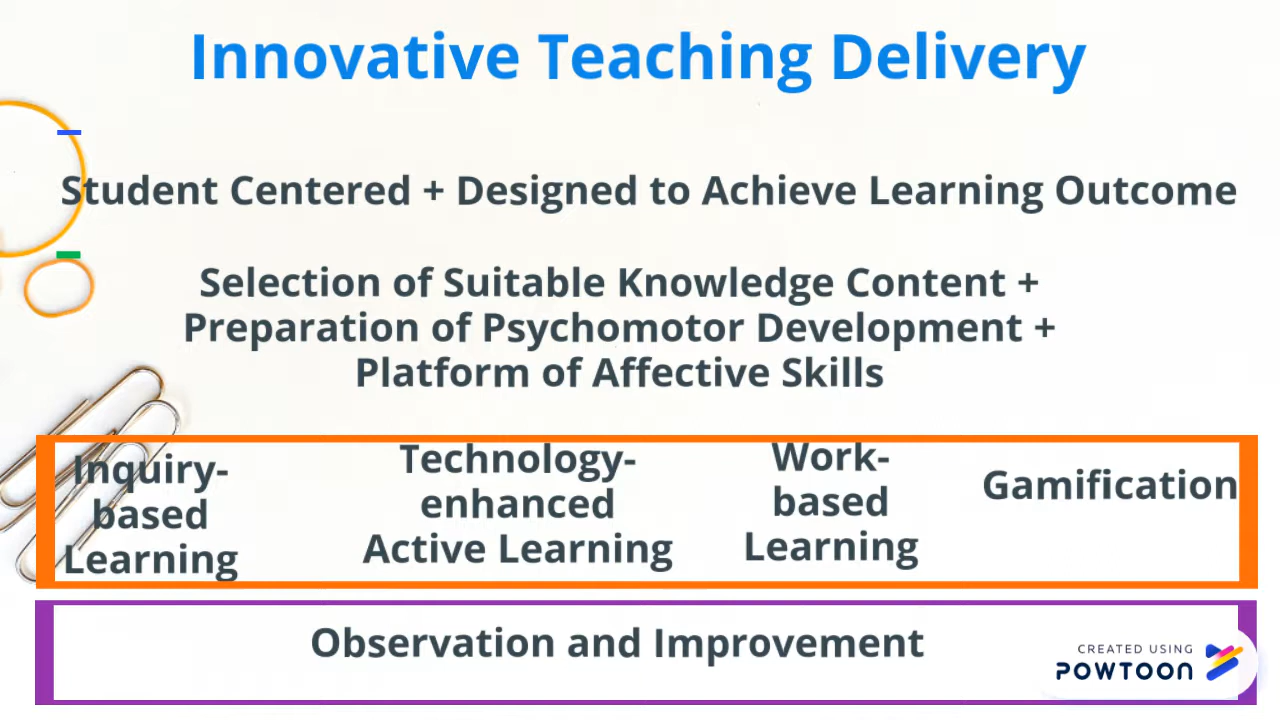 Innovative Teaching Delivery
Student Centered + Designed to Achieve Learning Outcome
Selection of Suitable Knowledge Content +
Preparation of Psychomotor Development +
Platform of Affective Skills
Inquiry-
based
Learning
Technology-
enhanced
Active Learning
Work-
based
Learning
Gamification
Observation and Improvement
CREATED USING
POWTOON